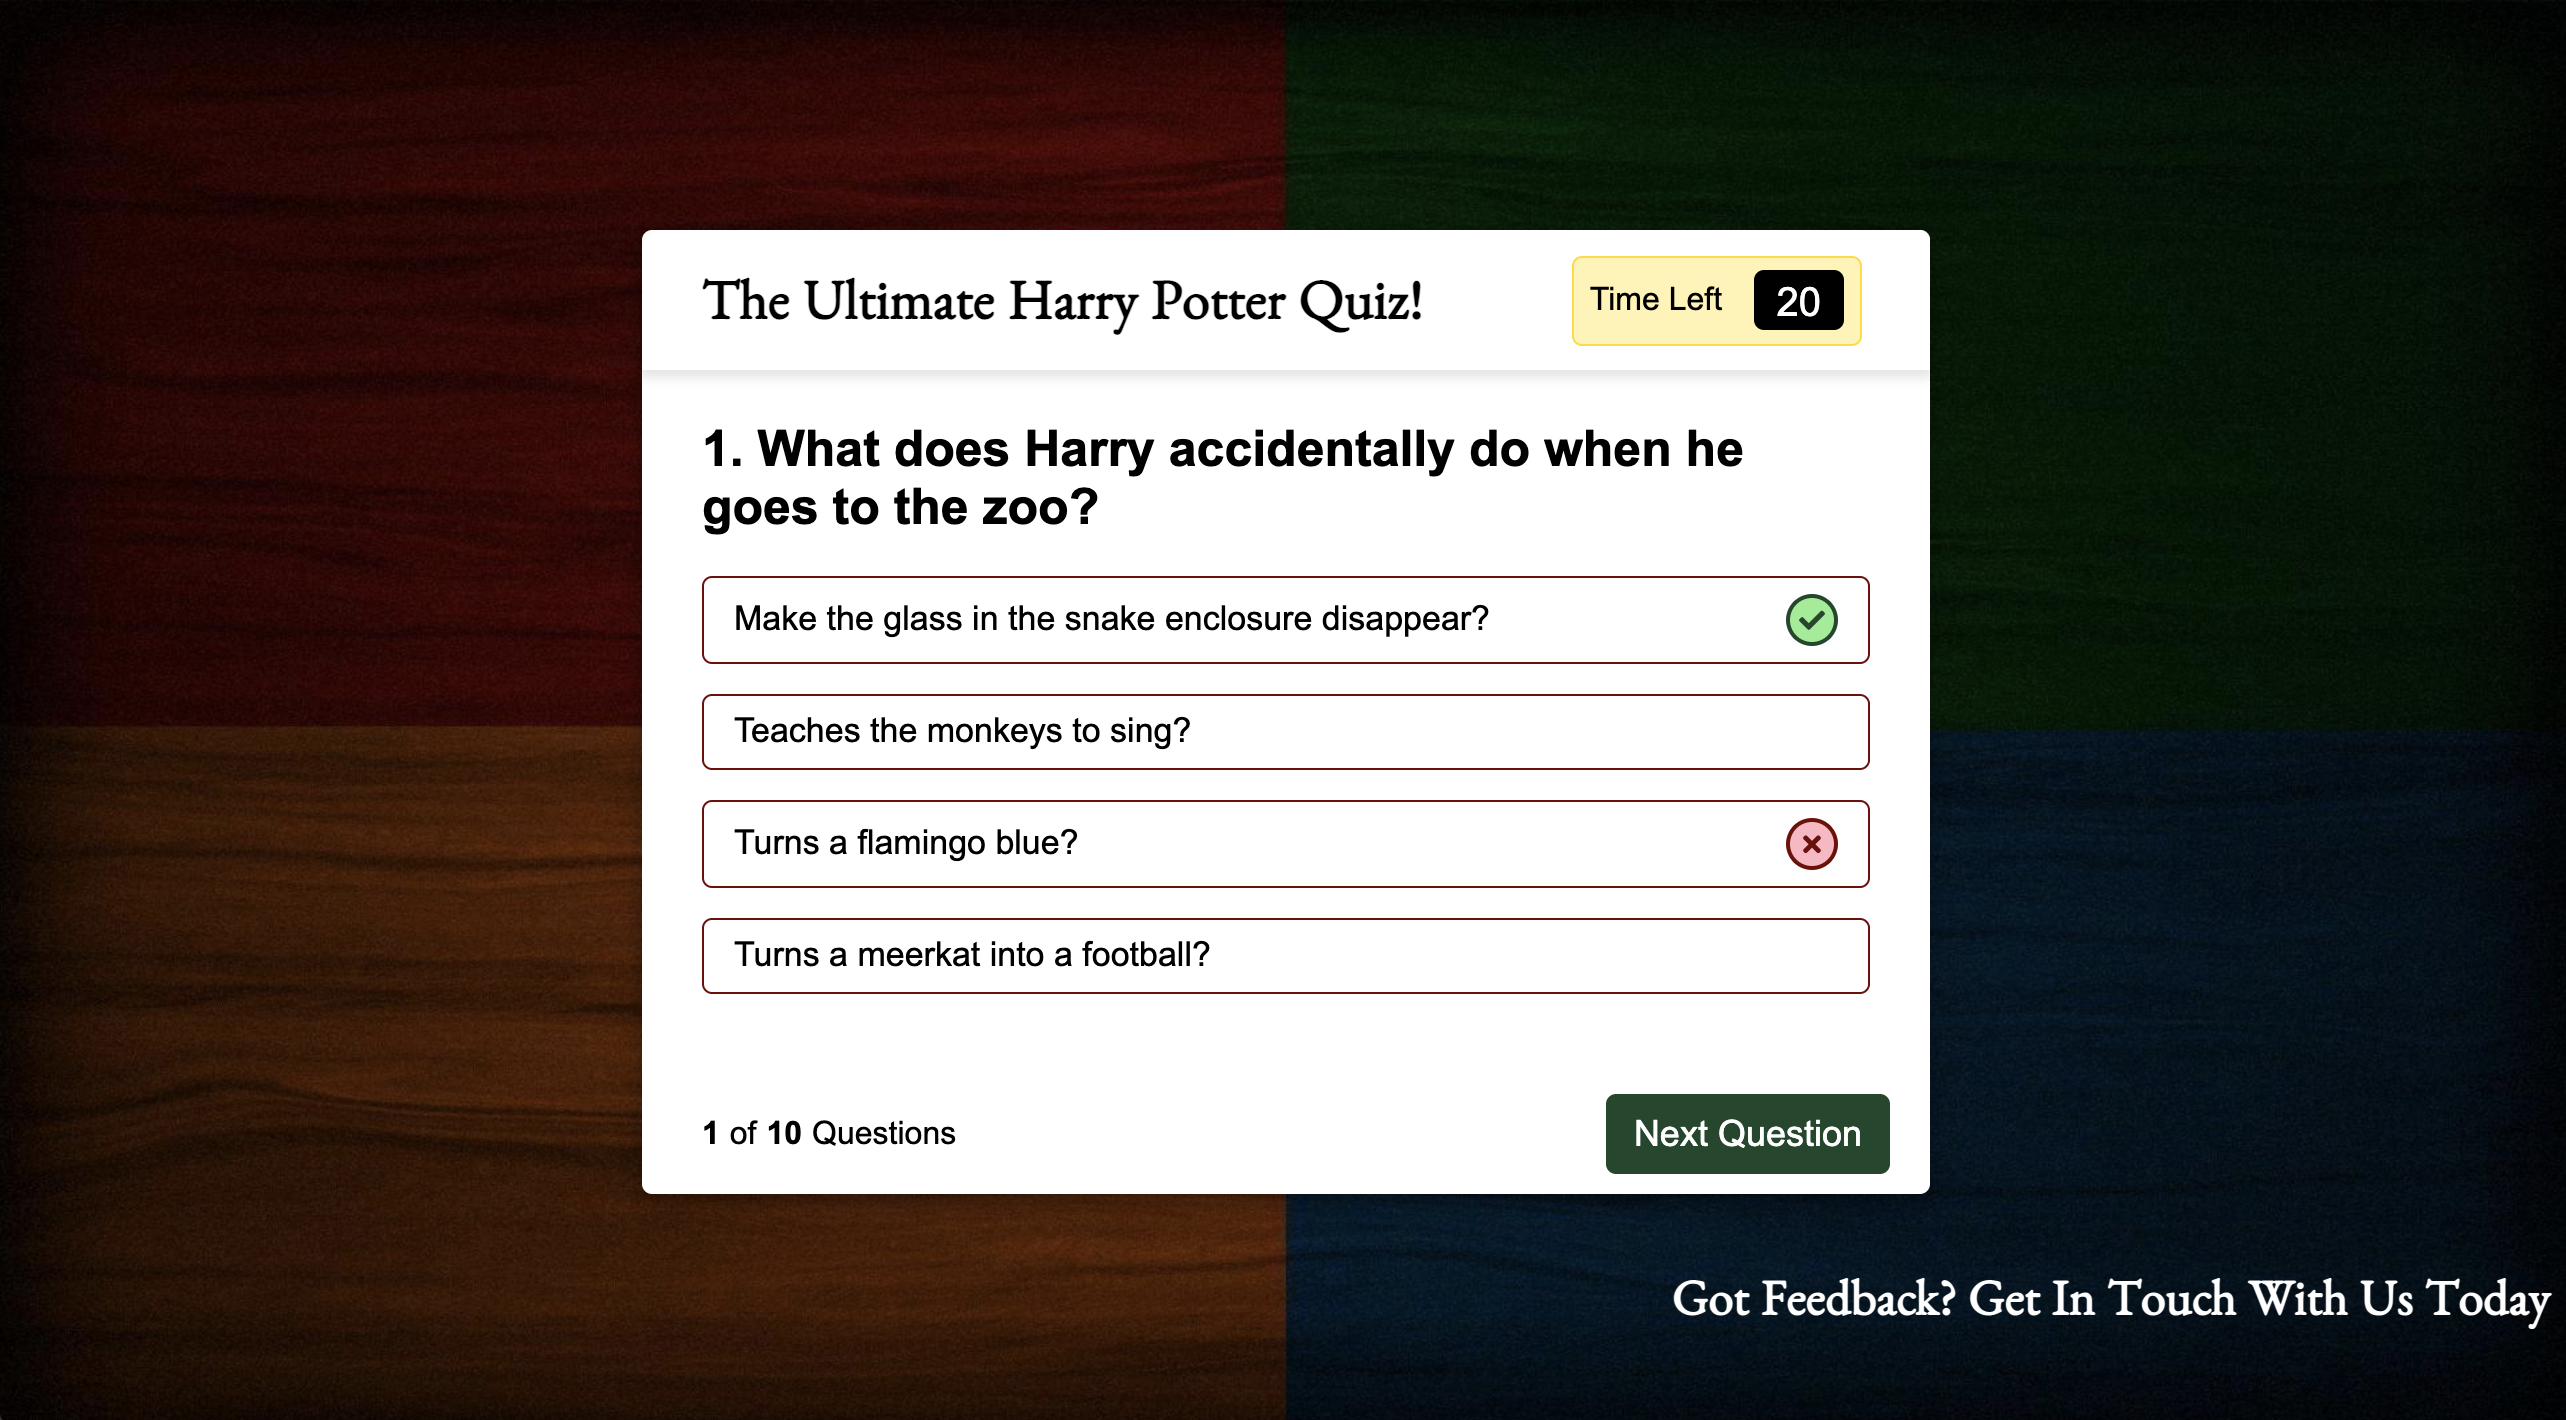 The Ultimate Harry Potter Quiz!
Time Left 20
1. What does Harry accidentally do when he
goes to the zoo?
Make the glass in the snake enclosure disappear?
Teaches the monkeys to sing?
Turns a flamingo blue?
Turns a meerkat into a football?
1 of 10 Questions
Next Question
Got Feedback? Get In Touch With Us Today